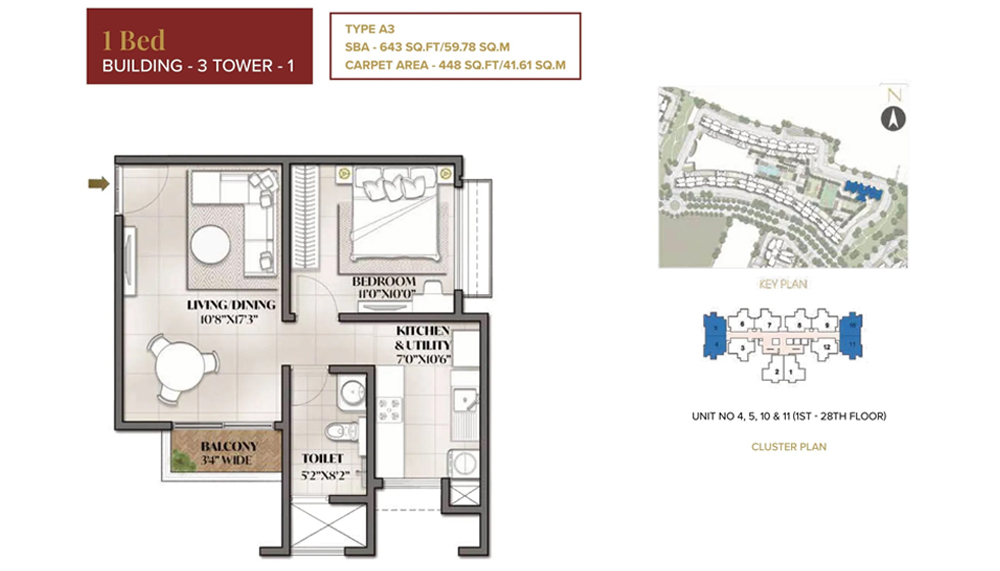 1 Bed
BUILDING - 3 TOWER - 1
TYPE A3
SBA - 643 SQ.FT/59.78 SQ.M
CARPET AREA - 448 SQ.FT/41.61 SQ.M
N
LIVING/DINING
10'8"X17'3"
BEDROOM
11'0"X10'0"
KITCHEN
& UTILITY
7'0"X10'6"
BALCONY
3'4" WIDE
TOILET
5'2"X8'2"
KEY PLAN
5 6 7 8 9 10
4 3 12 11
2 1
UNIT NO 4, 5, 10 & 11 (1ST - 28TH FLOOR)
CLUSTER PLAN